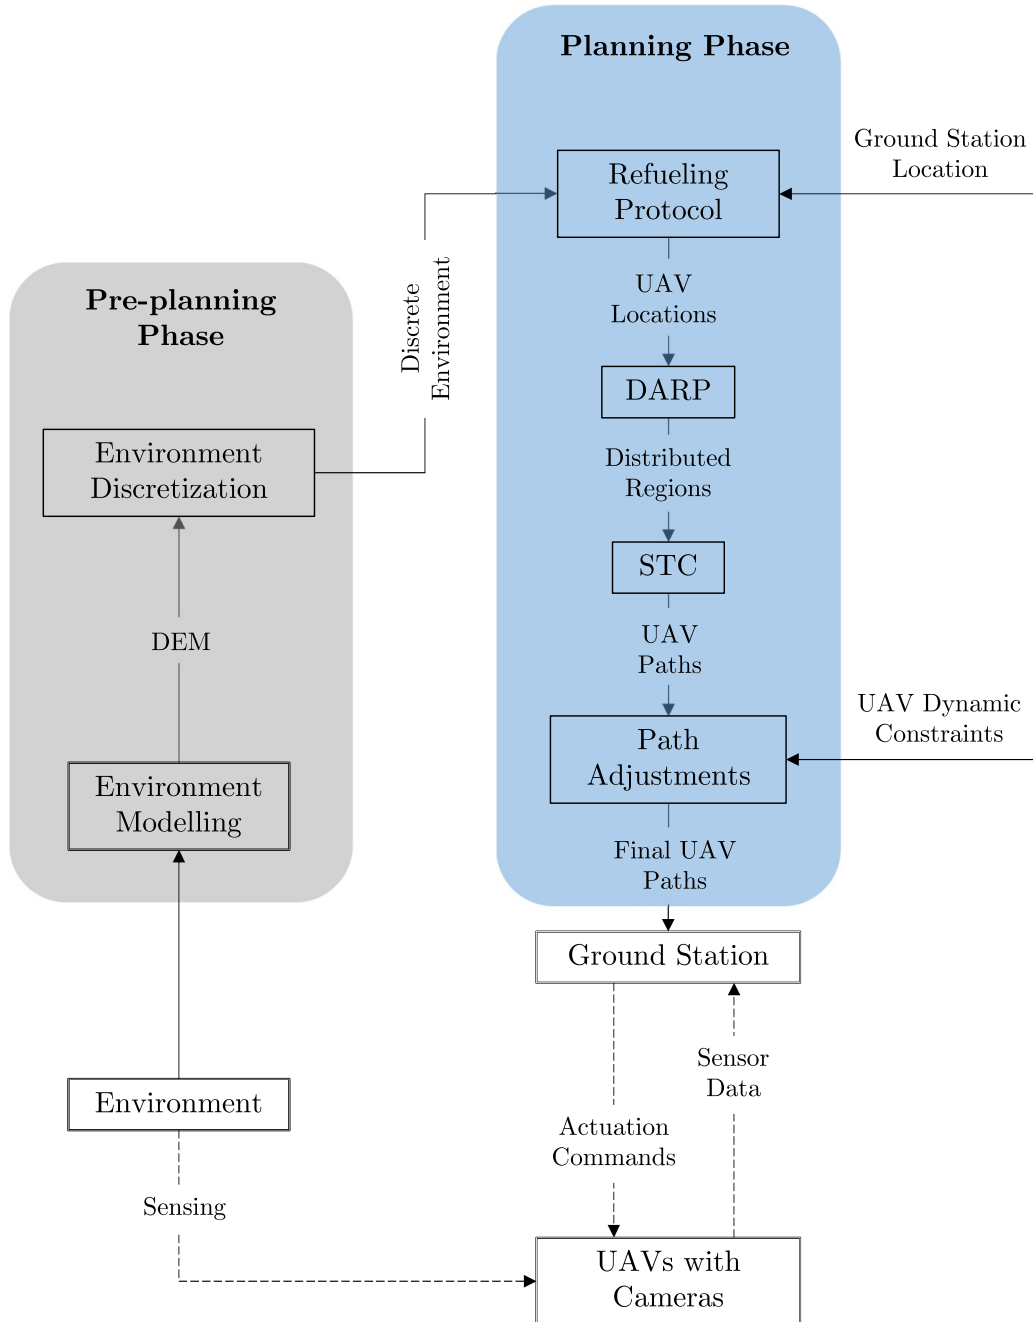 Planning Phase
Ground Station
Location
Refueling
Protocol
UAV
Locations
Pre-planning
Phase
Discrete
Environment
DARP
Environment
Discretization
Distributed
Regions
STC
DEM
UAV
Paths
UAV Dynamic
Constraints
Path
Adjustments
Environment
Modelling
Final UAV
Paths
Ground Station
Sensor
Data
Environment
Actuation
Commands
Sensing
UAVs with
Cameras